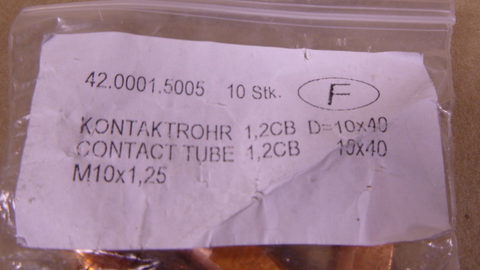 42.0001.5005 10 Stk. F
KONTAKTROHR 1,2CB D=10x40
CONTACT TUBE 1,2CB 10x40
M10x1,25